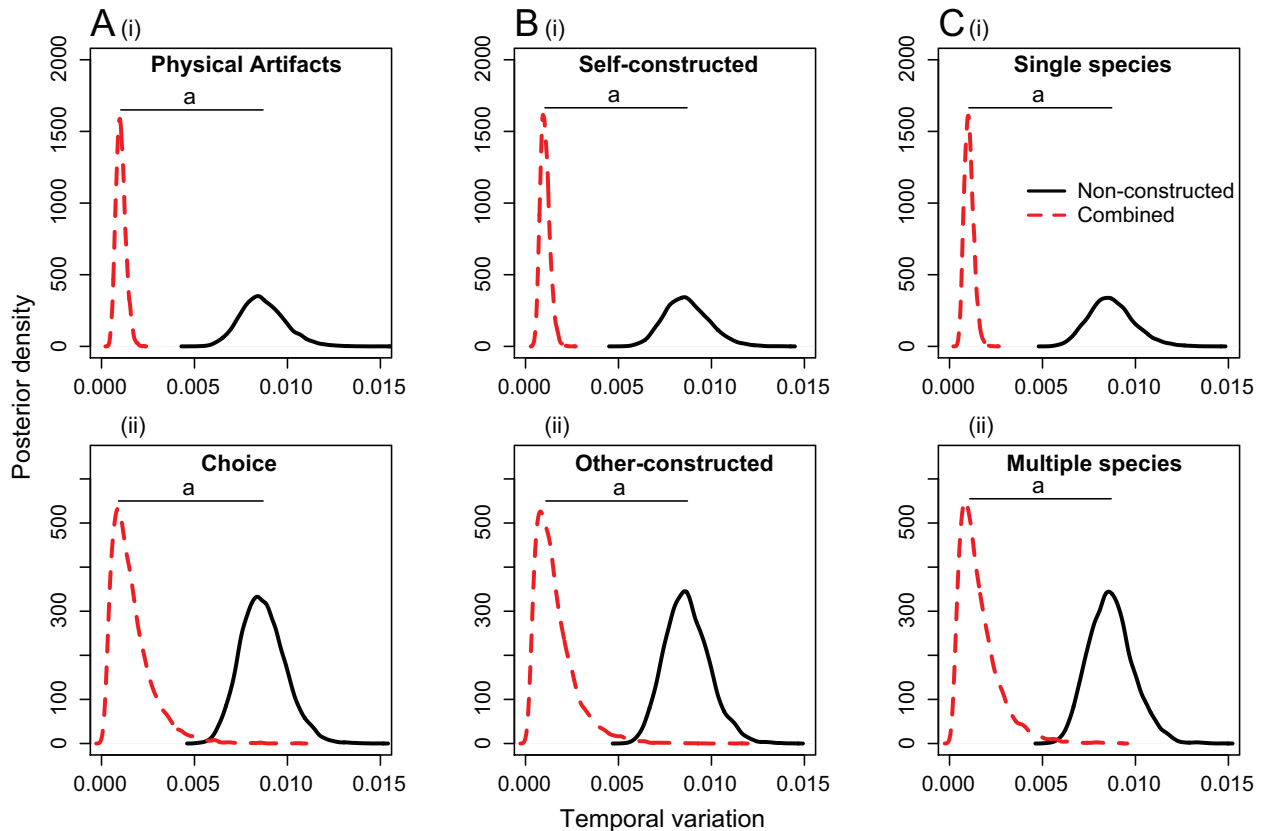 A (i)
Physical Artifacts
a
2000
1500
1000
500
0
0.000 0.005 0.010 0.015
B (i)
Self-constructed
a
2000
1500
1000
500
0
0.000 0.005 0.010 0.015
C (i)
Single species
a
Non-constructed
Combined
2000
1500
1000
500
0
0.000 0.005 0.010 0.015
Posterior density
(ii)
Choice
a
500
300
100
0
0.000 0.005 0.010 0.015
(ii)
Other-constructed
a
500
300
100
0
0.000 0.005 0.010 0.015
(ii)
Multiple species
a
500
300
100
0
0.000 0.005 0.010 0.015
Temporal variation